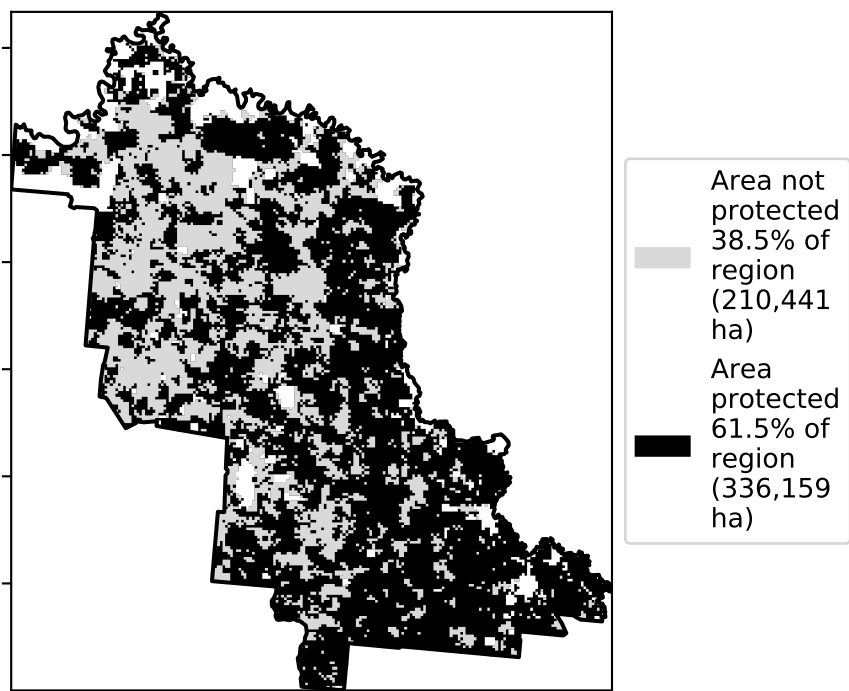 Area not
protected
38.5% of
region
(210,441
ha)
Area
protected
61.5% of
region
(336,159
ha)